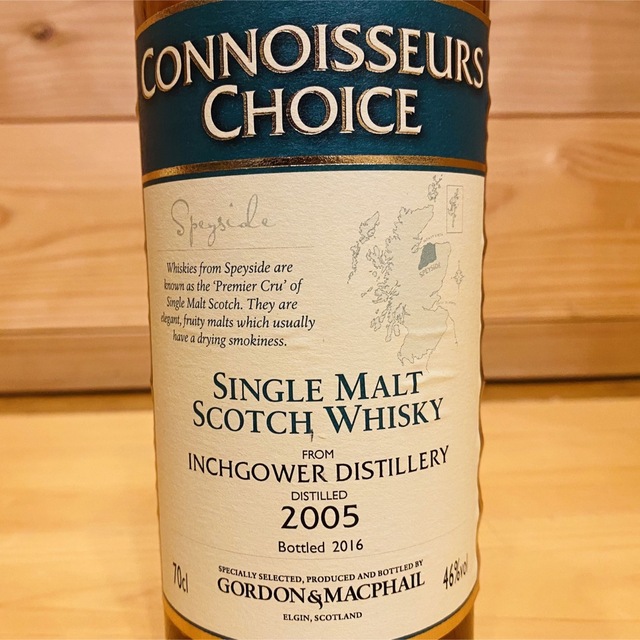 CONNOISSEURS
CHOICE
Speyside
SPEYSIDE
Whiskies from Speyside are
known as the 'Premier Cru' of
Single Malt Scotch. They are
elegant, fruity malts which usually
have a drying smokiness.
SINGLE MALT
SCOTCH WHISKY
FROM
INCHGOWER DISTILLERY
DISTILLED
2005
Bottled 2016
70cl
SPECIALLY SELECTED, PRODUCED AND BOTTLED BY
GORDON & MACPHAIL
46%vol
ELGIN, SCOTLAND